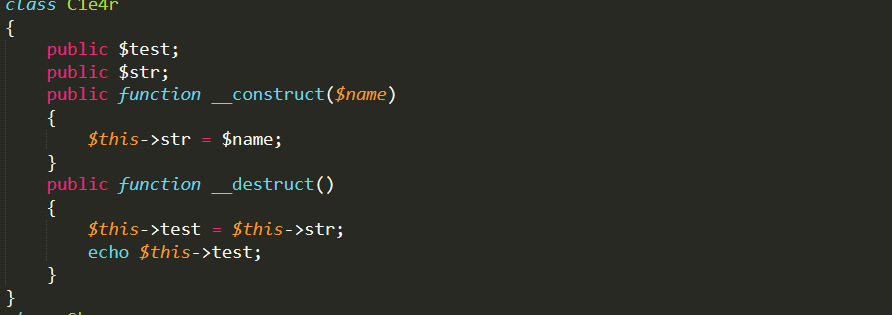 class C1e4r
{
    public $test;
    public $str;
    public function __construct($name)
    {
        $this->str = $name;
    }
    public function __destruct()
    {
        $this->test = $this->str;
        echo $this->test;
    }
}